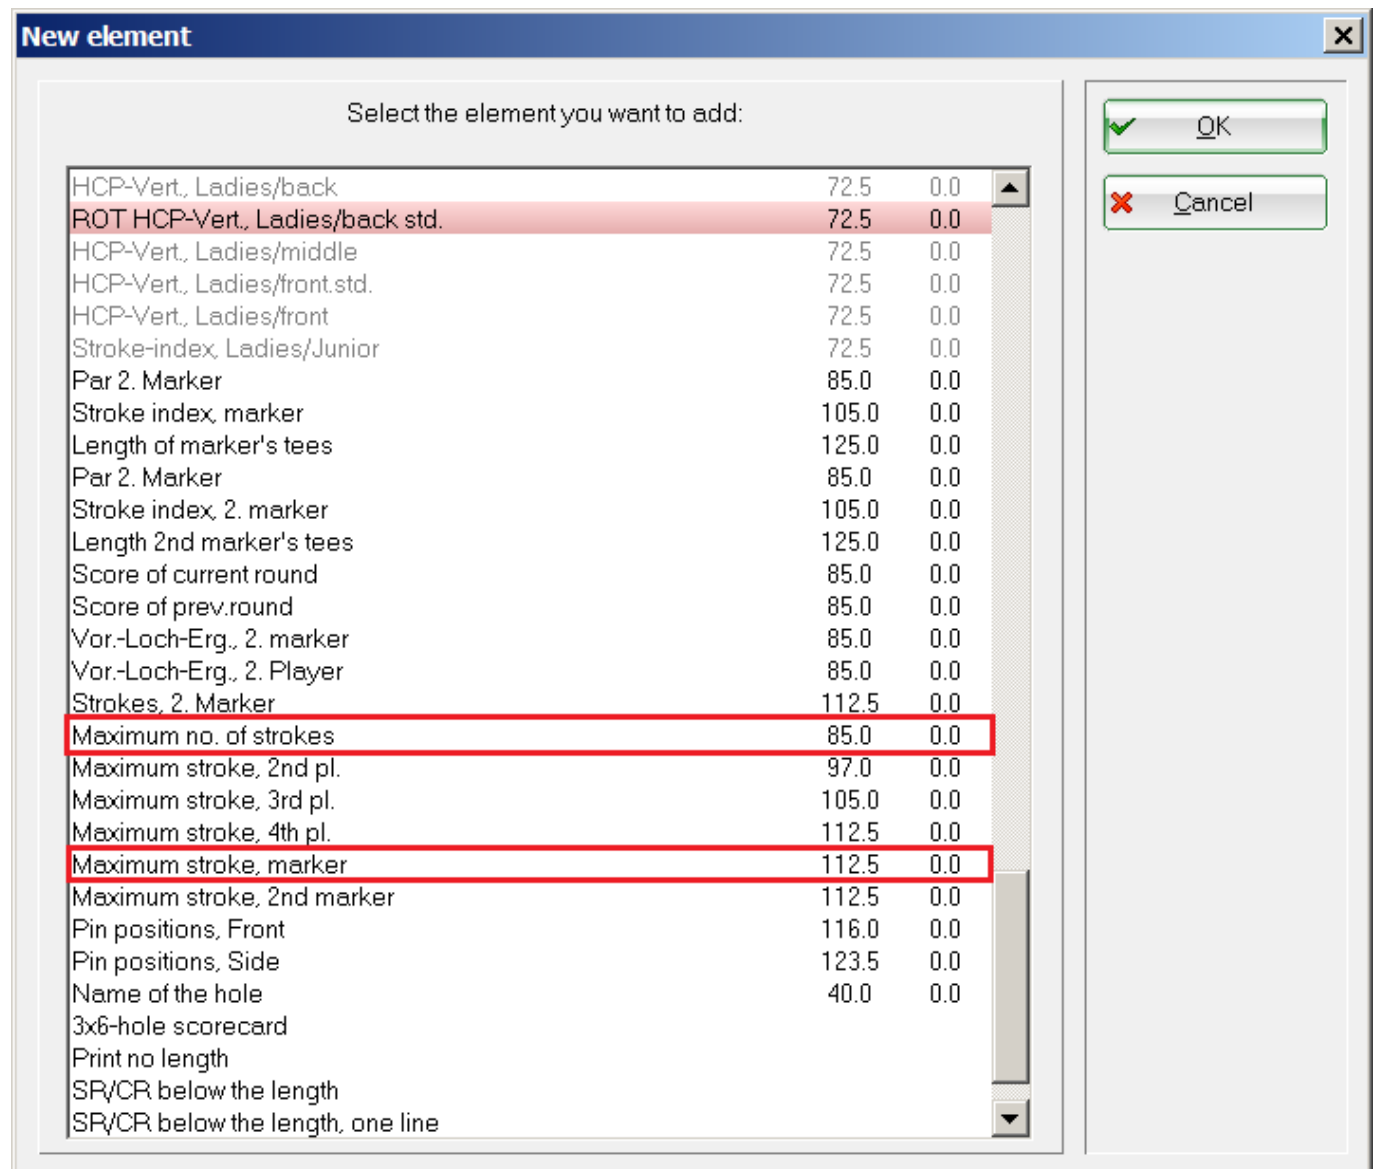 New element
Select the element you want to add:
OK
Cancel
HCP-Vert., Ladies/back 72.5 0.0
ROT HCP-Vert., Ladies/back std. 72.5 0.0
HCP-Vert., Ladies/middle 72.5 0.0
HCP-Vert., Ladies/front.std. 72.5 0.0
HCP-Vert., Ladies/front 72.5 0.0
Stroke-index, Ladies/Junior 72.5 0.0
Par 2. Marker 85.0 0.0
Stroke index, marker 105.0 0.0
Length of marker's tees 125.0 0.0
Par 2. Marker 85.0 0.0
Stroke index, 2. marker 105.0 0.0
Length 2nd marker's tees 125.0 0.0
Score of current round 85.0 0.0
Score of prev.round 85.0 0.0
Vor.-Loch-Erg., 2. marker 85.0 0.0
Vor.-Loch-Erg., 2. Player 85.0 0.0
Strokes, 2. Marker 112.5 0.0
Maximum no. of strokes 85.0 0.0
Maximum stroke, 2nd pl. 97.0 0.0
Maximum stroke, 3rd pl. 105.0 0.0
Maximum stroke, 4th pl. 112.5 0.0
Maximum stroke, marker 112.5 0.0
Maximum stroke, 2nd marker 112.5 0.0
Pin positions, Front 116.0 0.0
Pin positions, Side 123.5 0.0
Name of the hole 40.0 0.0
3x6-hole scorecard
Print no length
SR/CR below the length
SR/CR below the length, one line